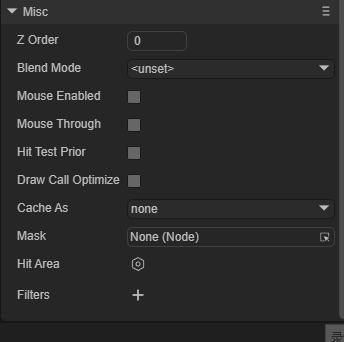 Misc
Z Order 0
Blend Mode <unset>
Mouse Enabled
Mouse Through
Hit Test Prior
Draw Call Optimize
Cache As none
Mask None (Node)
Hit Area
Filters